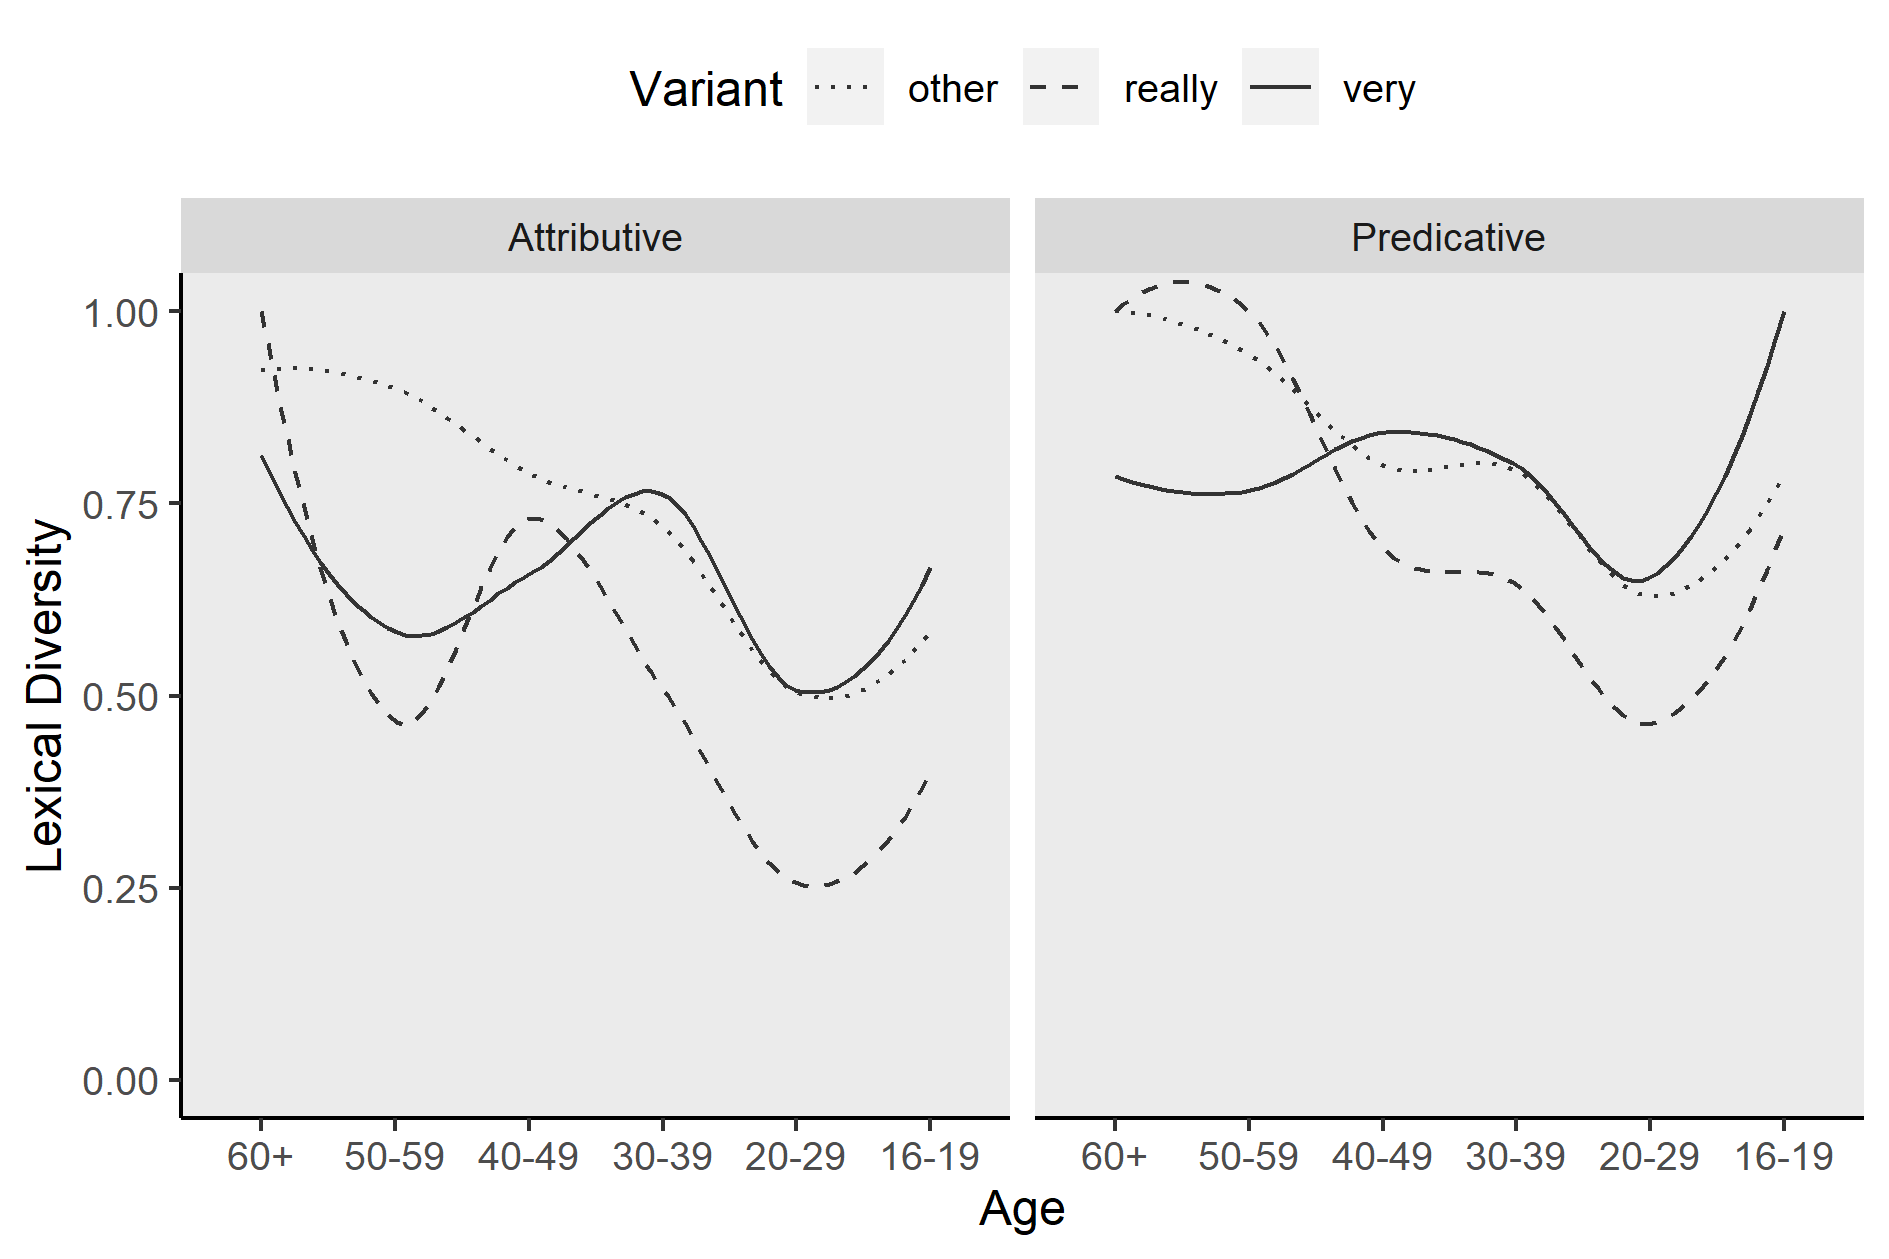 Variant other really very
Attributive Predicative
1.00
0.75
0.50
0.25
0.00
Lexical Diversity
60+ 50-59 40-49 30-39 20-29 16-19 60+ 50-59 40-49 30-39 20-29 16-19
Age